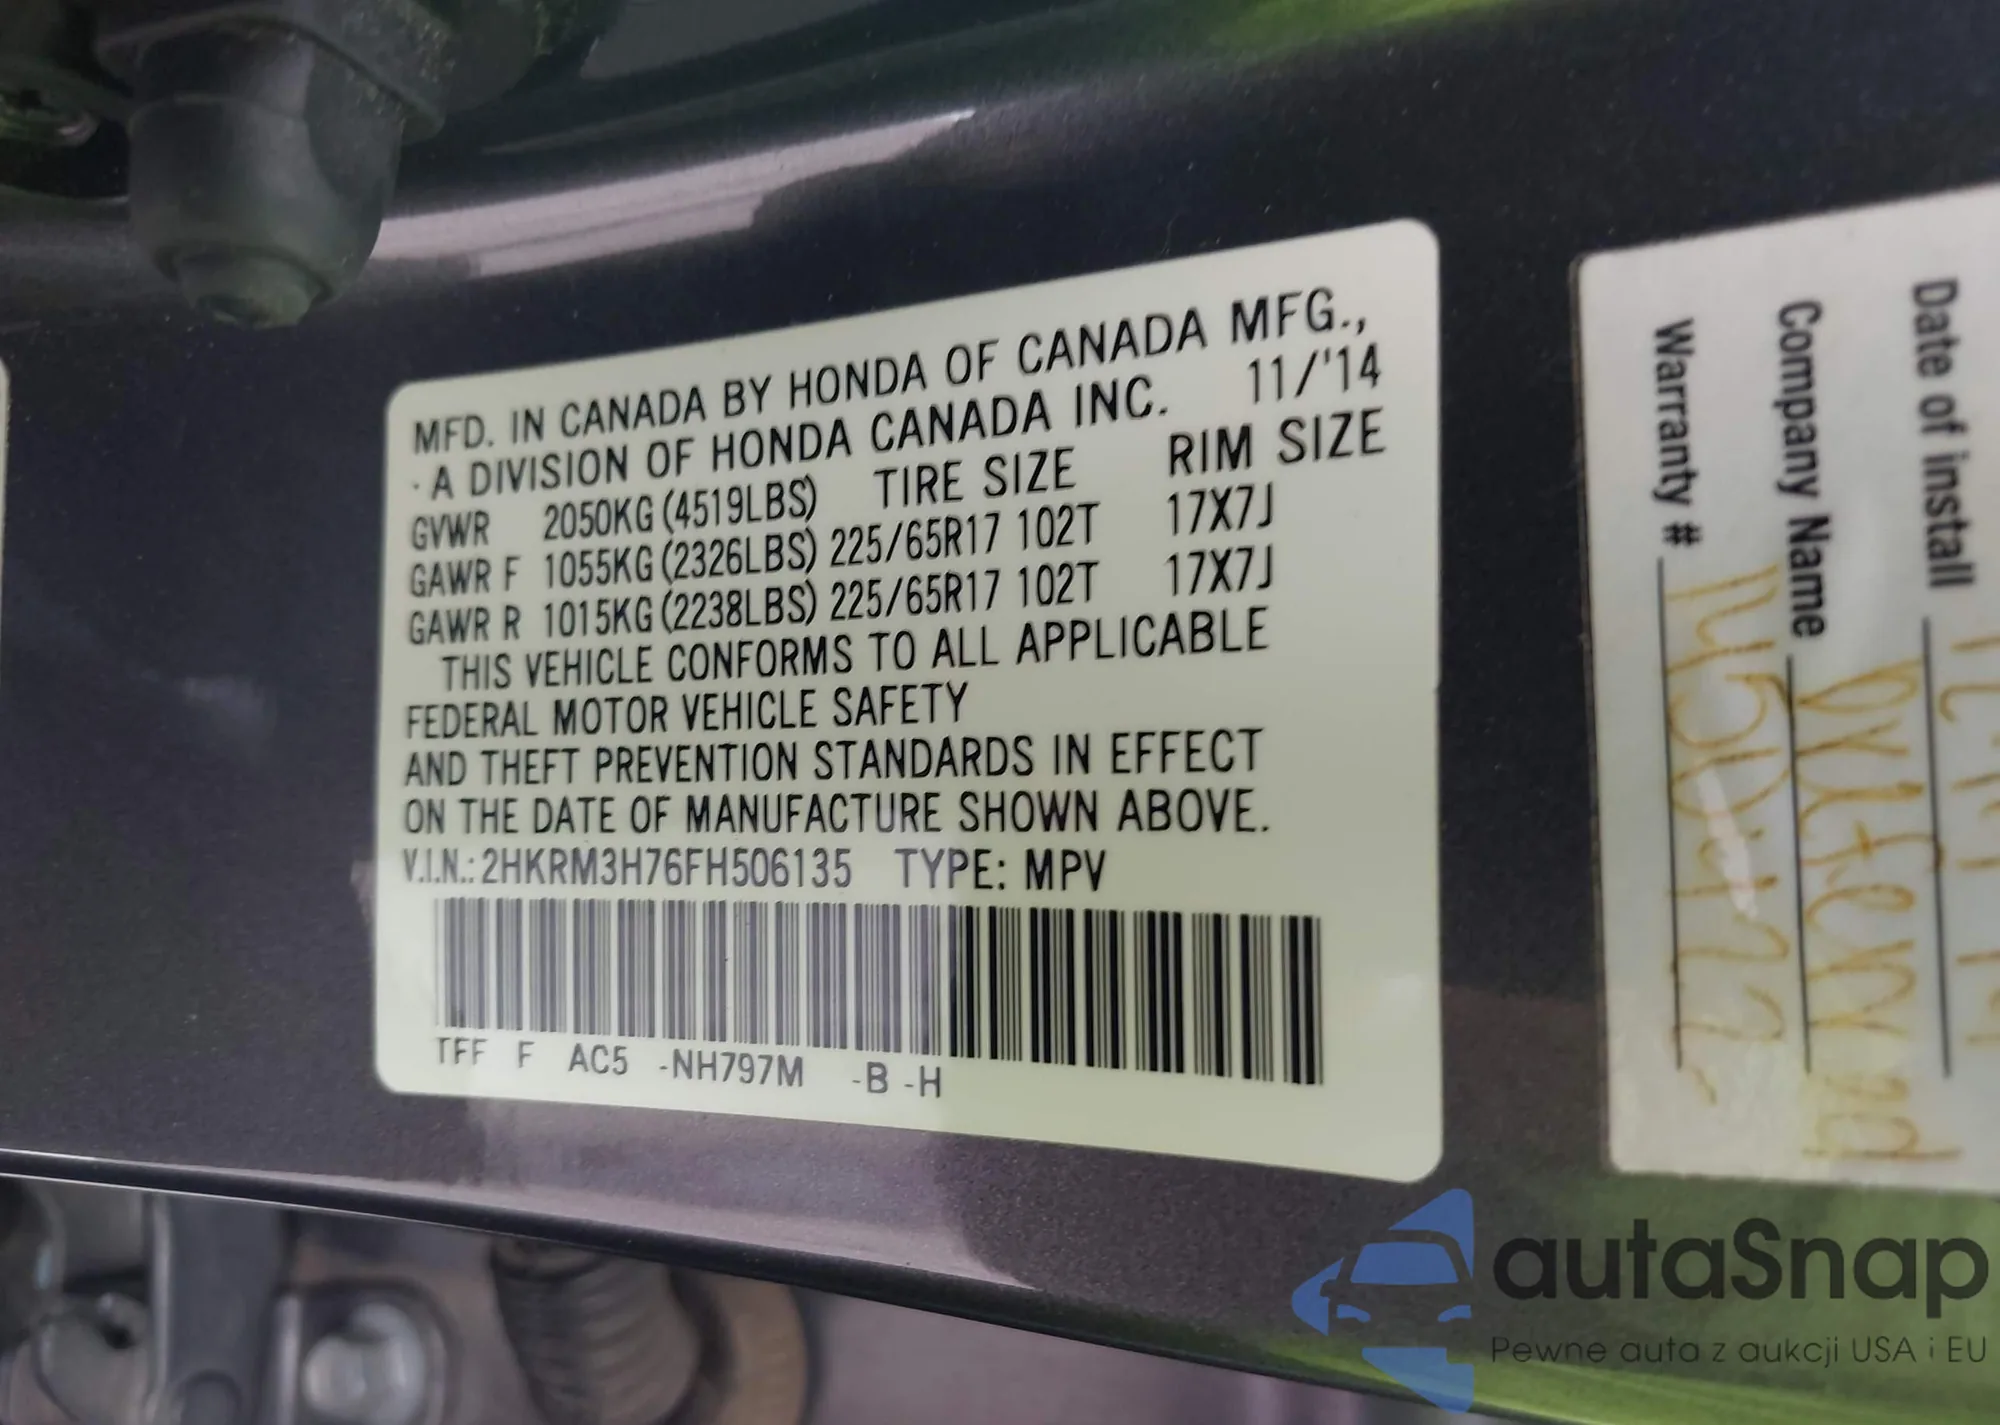 MFD. IN CANADA BY HONDA OF CANADA MFG.,
· A DIVISION OF HONDA CANADA INC. 11/'14
GVWR 2050KG (4519LBS) TIRE SIZE RIM SIZE
GAWR F 1055KG (2326LBS) 225/65R17 102T 17X7J
GAWR R 1015KG (2238LBS) 225/65R17 102T 17X7J
THIS VEHICLE CONFORMS TO ALL APPLICABLE
FEDERAL MOTOR VEHICLE SAFETY
AND THEFT PREVENTION STANDARDS IN EFFECT
ON THE DATE OF MANUFACTURE SHOWN ABOVE.
V.I.N.: 2HKRM3H76FH506135 TYPE: MPV
TFF F AC5 -NH797M -B -H
Date of install
Company Name
Warranty #
autaSnap
Pewne auta z aukcji USA i EU